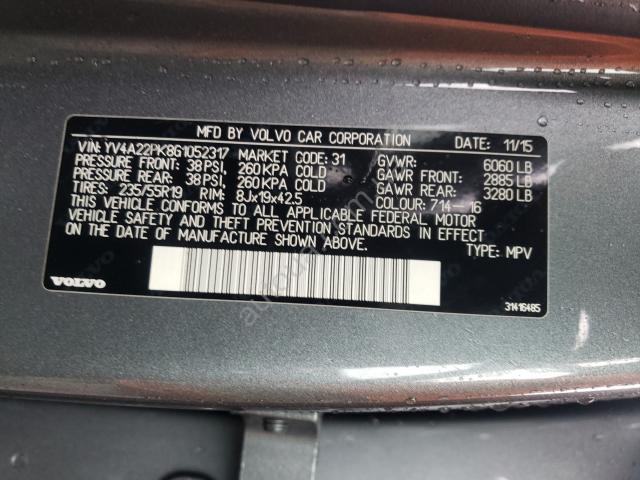 MFD BY VOLVO CAR CORPORATION DATE: 11/15
VIN: YV4A22PK8G1052317 MARKET CODE: 31 GVWR: 6060 LB
PRESSURE FRONT: 38 PSI, 260 KPA COLD GAWR FRONT: 2885 LB
PRESSURE REAR: 38 PSI, 260 KPA COLD GAWR REAR: 3280 LB
TIRES: 235/55R19 RIM: 8Jx19x42.5 COLOUR: 714-16
THIS VEHICLE CONFORMS TO ALL APPLICABLE FEDERAL MOTOR
VEHICLE SAFETY AND THEFT PREVENTION STANDARDS IN EFFECT
ON THE DATE OF MANUFACTURE SHOWN ABOVE.
TYPE: MPV
VOLVO
31416485